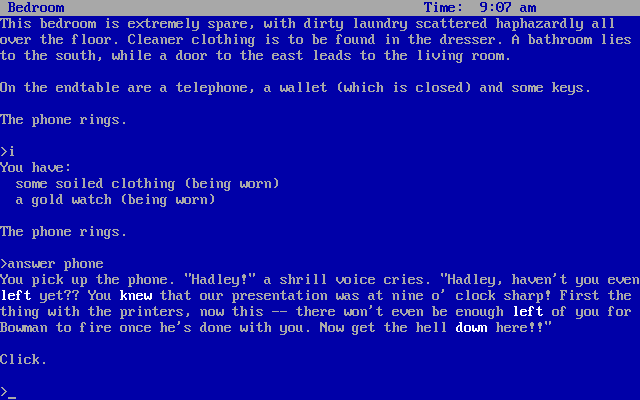 Bedroom Time: 9:07 am
This bedroom is extremely spare, with dirty laundry scattered haphazardly all
over the floor. Cleaner clothing is to be found in the dresser. A bathroom lies
to the south, while a door to the east leads to the living room.
On the endtable are a telephone, a wallet (which is closed) and some keys.
The phone rings.
>i
You have:
some soiled clothing (being worn)
a gold watch (being worn)
The phone rings.
>answer phone
You pick up the phone. "Hadley!" a shrill voice cries. "Hadley, haven't you even
left yet?? You knew that our presentation was at nine o' clock sharp! First the
thing with the printers, now this -- there won't even be enough left of you for
Bowman to fire once he's done with you. Now get the hell down here!!"
Click.
>_